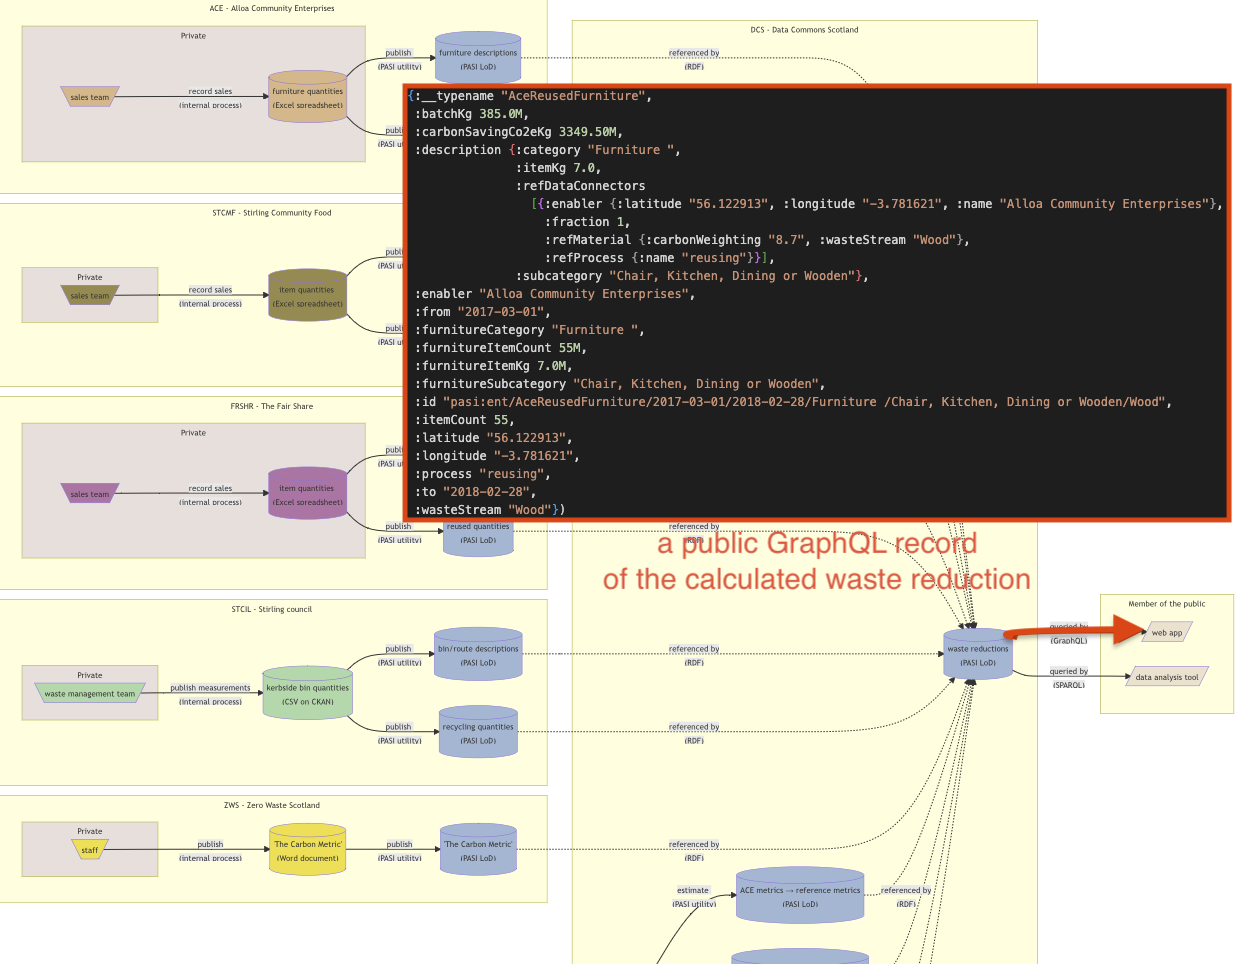 ACE - Alloa Community Enterprises
Private
sales team
record sales
(internal process)
furniture quantities
(Excel spreadsheet)
publish
(PASI utility)
furniture descriptions
(PASI LoD)
referenced by
(RDF)
DCS - Data Commons Scotland
{:__typename "AceReusedFurniture",
:batchKg 385.0M,
:carbonSavingCo2eKg 3349.50M,
:description {:category "Furniture ",
:itemKg 7.0,
:refDataConnectors
[{:enabler {:latitude "56.122913", :longitude "-3.781621", :name "Alloa Community Enterprises"},
:fraction 1,
:refMaterial {:carbonWeighting "8.7", :wasteStream "Wood"},
:refProcess {:name "reusing"}}],
:subcategory "Chair, Kitchen, Dining or Wooden"},
:enabler "Alloa Community Enterprises",
:from "2017-03-01",
:furnitureCategory "Furniture ",
:furnitureItemCount 55M,
:furnitureItemKg 7.0M,
:furnitureSubcategory "Chair, Kitchen, Dining or Wooden",
:id "pasi:ent/AceReusedFurniture/2017-03-01/2018-02-28/Furniture /Chair, Kitchen, Dining or Wooden/Wood",
:itemCount 55,
:latitude "56.122913",
:longitude "-3.781621",
:process "reusing",
:to "2018-02-28",
:wasteStream "Wood"})
a public GraphQL record
of the calculated waste reduction
STCMF - Stirling Community Food
Private
sales team
record sales
(internal process)
item quantities
(Excel spreadsheet)
FRSHR - The Fair Share
Private
sales team
record sales
(internal process)
item quantities
(Excel spreadsheet)
publish
(PASI utility)
reused quantities
(PASI LoD)
referenced by
(RDF)
STCIL - Stirling council
Private
waste management team
publish measurements
(internal process)
kerbside bin quantities
(CSV on CKAN)
publish
(PASI utility)
bin/route descriptions
(PASI LoD)
referenced by
(RDF)
publish
(PASI utility)
recycling quantities
(PASI LoD)
referenced by
(RDF)
waste reductions
(PASI LoD)
queried by
(GraphQL)
queried by
(SPARQL)
Member of the public
web app
data analysis tool
ZWS - Zero Waste Scotland
Private
staff
publish
(internal process)
'The Carbon Metric'
(Word document)
publish
(PASI utility)
'The Carbon Metric'
(PASI LoD)
referenced by
(RDF)
estimate
(PASI utility)
ACE metrics → reference metrics
(PASI LoD)
referenced by
(RDF)